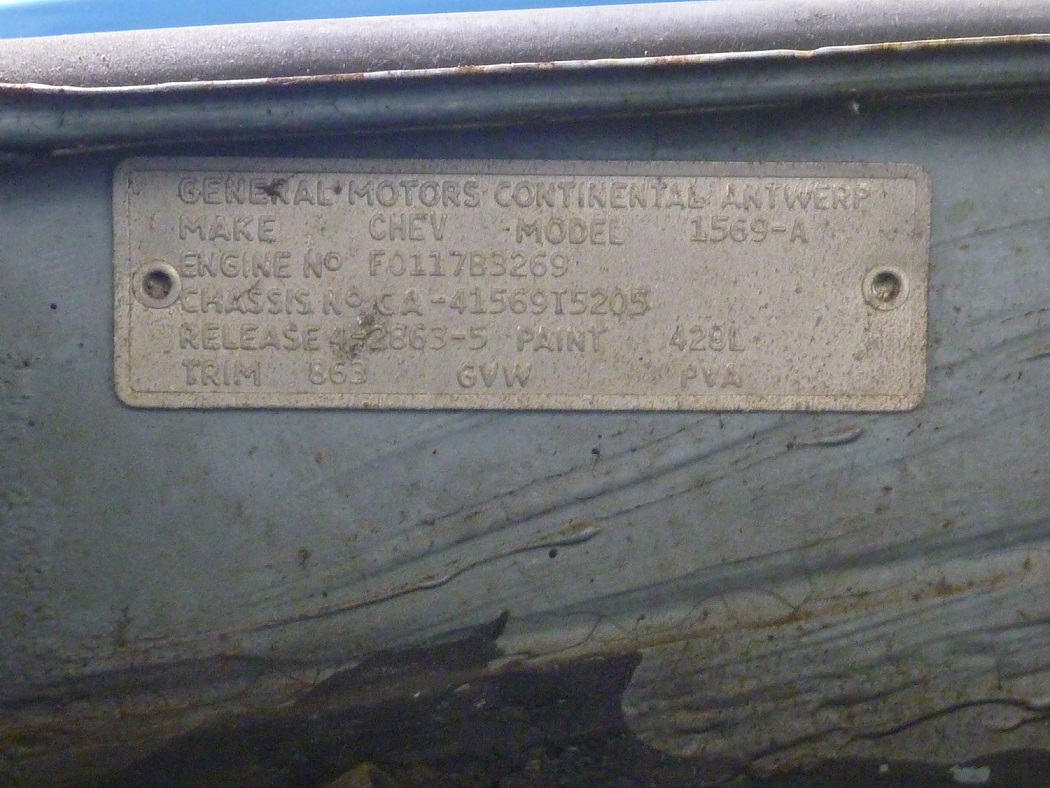 GENERAL MOTORS CONTINENTAL ANTWERP
MAKE CHEV MODEL 1569-A
ENGINE Nº F0117B3269
CHASSIS Nº CA-41569T5205
RELEASE 4-2863-5 PAINT 428L
TRIM 863 GVW PVA